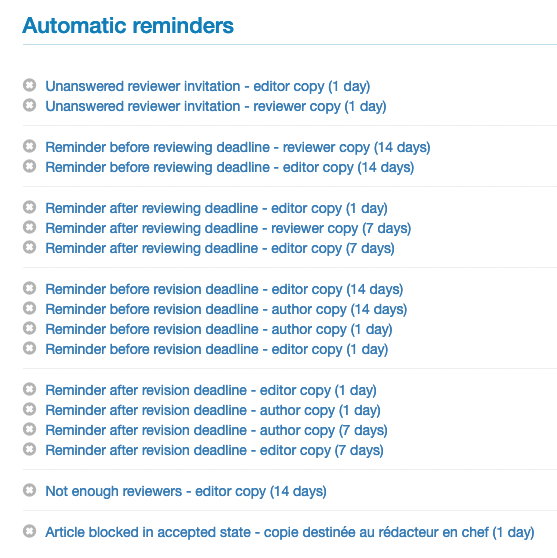 Automatic reminders
Unanswered reviewer invitation - editor copy (1 day)
Unanswered reviewer invitation - reviewer copy (1 day)
Reminder before reviewing deadline - reviewer copy (14 days)
Reminder before reviewing deadline - editor copy (14 days)
Reminder after reviewing deadline - editor copy (1 day)
Reminder after reviewing deadline - reviewer copy (7 days)
Reminder after reviewing deadline - editor copy (7 days)
Reminder before revision deadline - editor copy (14 days)
Reminder before revision deadline - author copy (14 days)
Reminder before revision deadline - author copy (1 day)
Reminder before revision deadline - editor copy (1 day)
Reminder after revision deadline - editor copy (1 day)
Reminder after revision deadline - author copy (1 day)
Reminder after revision deadline - author copy (7 days)
Reminder after revision deadline - editor copy (7 days)
Not enough reviewers - editor copy (14 days)
Article blocked in accepted state - copie destinée au rédacteur en chef (1 day)